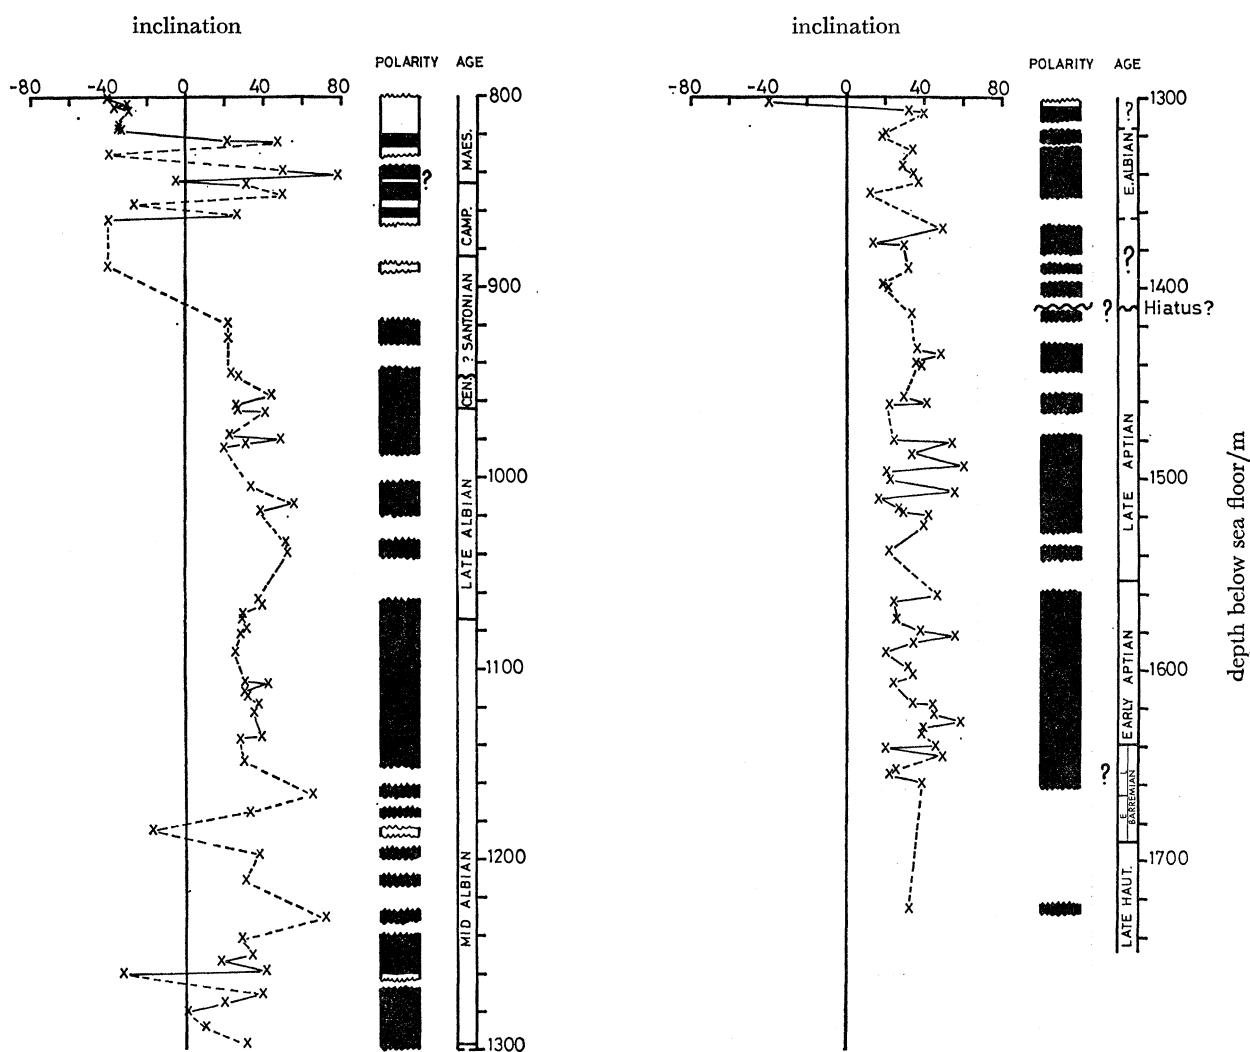 inclination
inclination
POLARITY AGE
POLARITY AGE
-80 -40 0 40 80
-80 -40 0 40 80
800
900
1000
1100
1200
1300
MAES.
CAMP.
? SANTONIAN
CENS
LATE ALBIAN
MID ALBIAN
?
1300
1400
1500
1600
1700
?
E. ALBIAN
?
? Hiatus?
LATE APTIAN
EARLY APTIAN
?
E L
BARREMIAN
LATE HAUT.
depth below sea floor/m